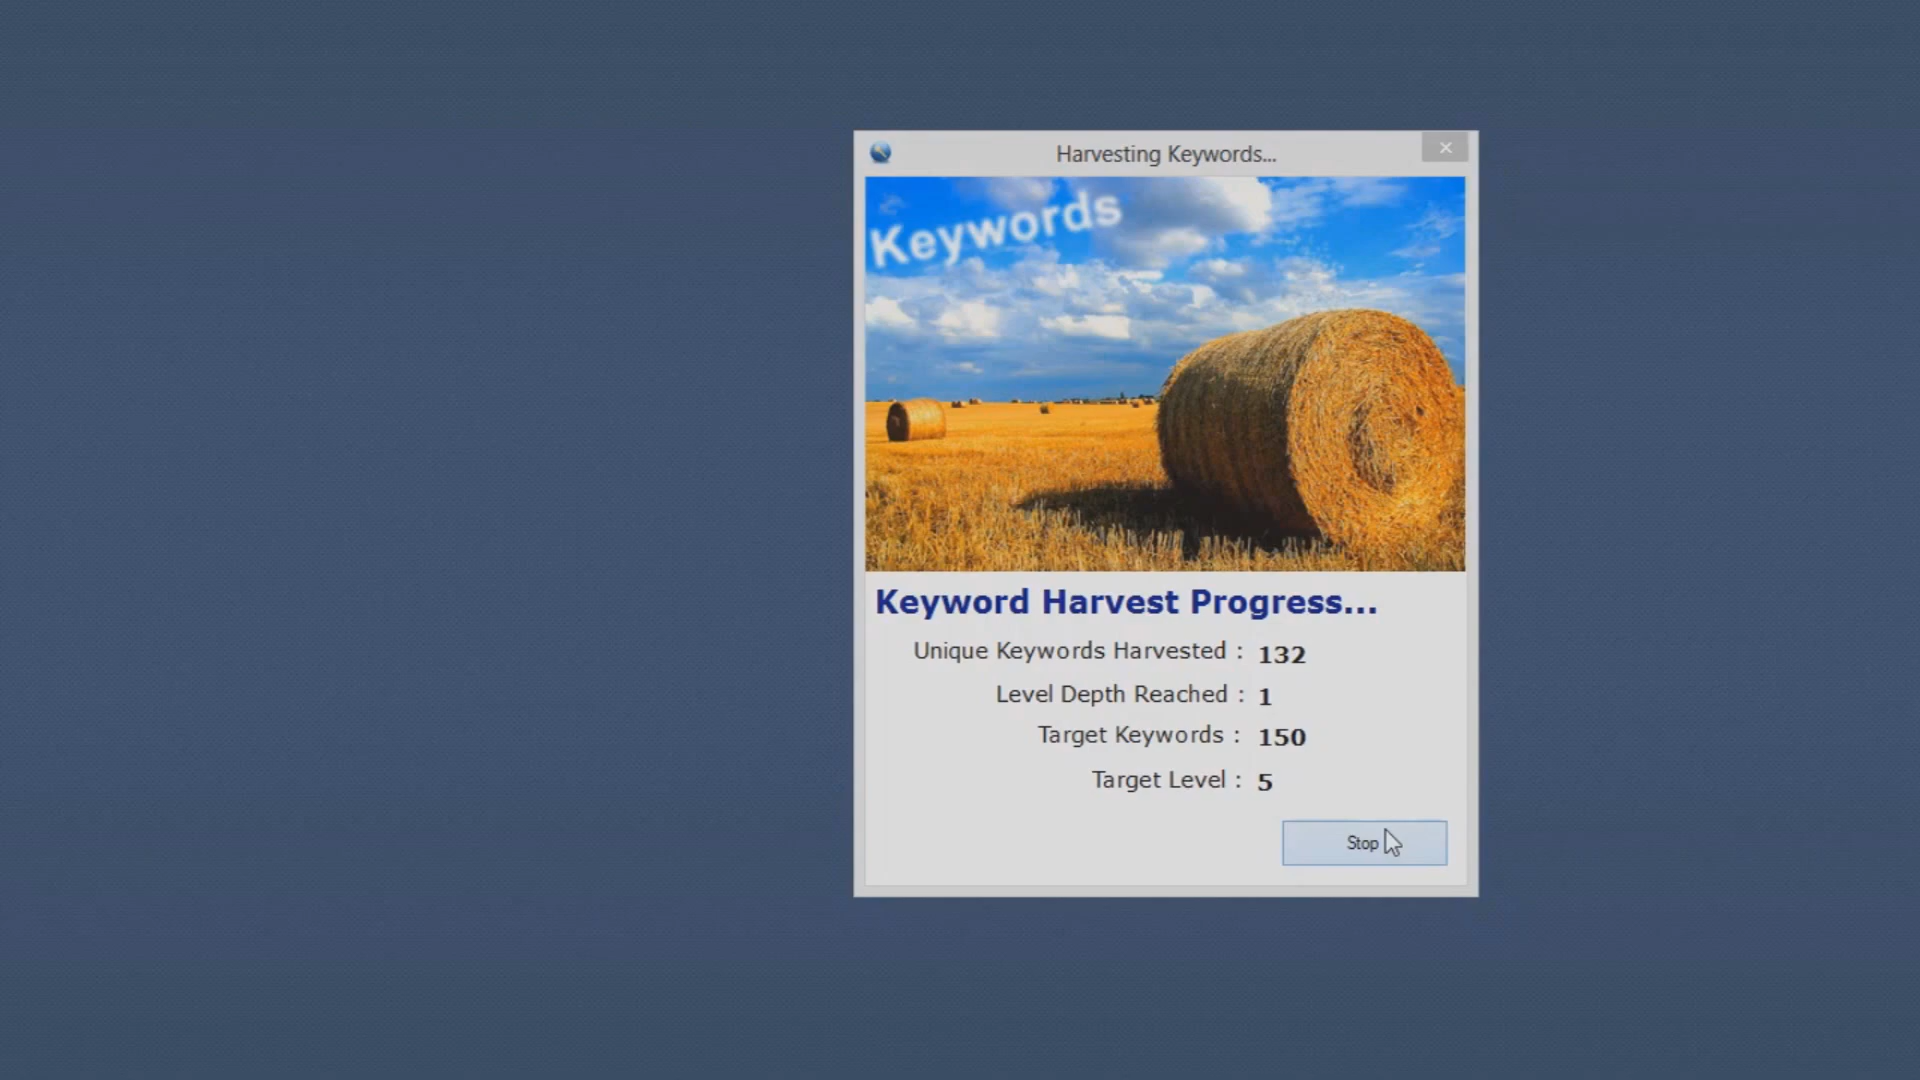 Harvesting Keywords...
Keywords
Keyword Harvest Progress...
Unique Keywords Harvested : 132
Level Depth Reached : 1
Target Keywords : 150
Target Level : 5
Stop